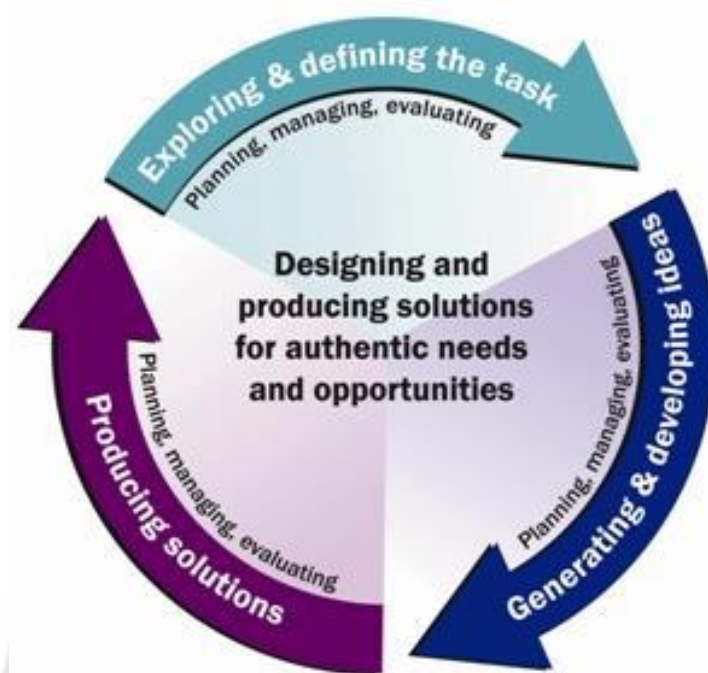 Exploring & defining the task
Planning, managing, evaluating
Designing and
producing solutions
for authentic needs
and opportunities
Generating & developing ideas
Planning, managing, evaluating
Producing solutions
Planning, managing, evaluating